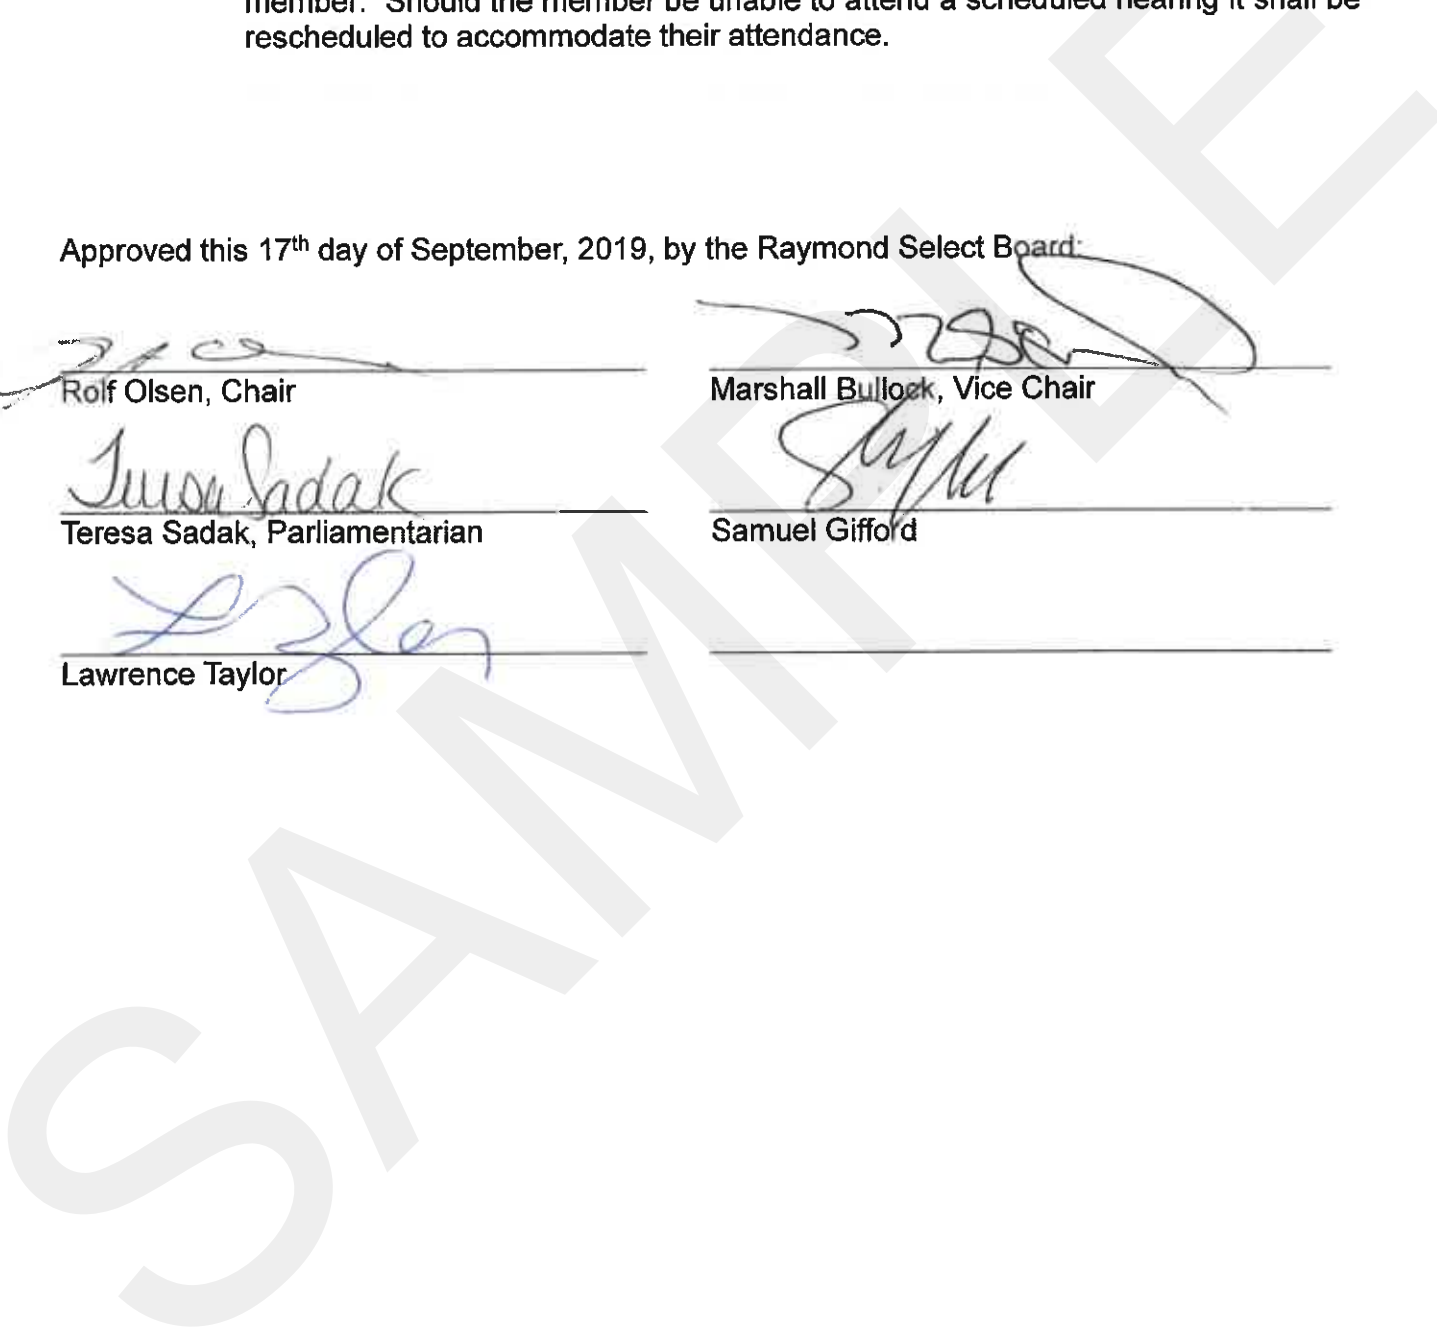 member. Should the member be unable to attend a scheduled hearing it shall be
rescheduled to accommodate their attendance.
Approved this 17th day of September, 2019, by the Raymond Select Board:
Rolf Olsen, Chair
Marshall Bullock, Vice Chair
Teresa Sadak
Teresa Sadak, Parliamentarian
Samuel Gifford
Lawrence Taylor
SAMPLE